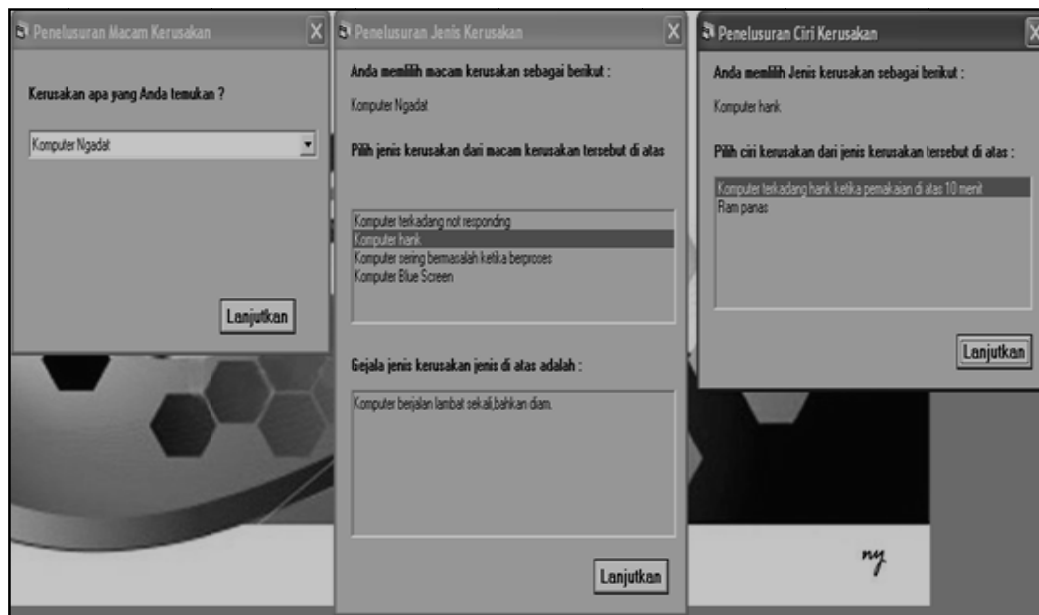 Penelusuran Macam Kerusakan
Kerusakan apa yang Anda temukan ?
Komputer Ngadat
Lanjutkan
Penelusuran Jenis Kerusakan
Anda memilih macam kerusakan sebagai berikut :
Komputer Ngadat
Pilih jenis kerusakan dari macam kerusakan tersebut di atas
Komputer terkadang not responding
Komputer hank
Komputer sering bermasalah ketika berproses
Komputer Blue Screen
Gejala jenis kerusakan jenis di atas adalah :
Komputer berjalan lambat sekali,bahkan diam.
Lanjutkan
Penelusuran Ciri Kerusakan
Anda memilih Jenis kerusakan sebagai berikut :
Komputer hank
Pilih ciri kerusakan dari jenis kerusakan tersebut di atas :
Komputer terkadang hank ketika pemakaian di atas 10 menit
Ram panas
Lanjutkan
ny